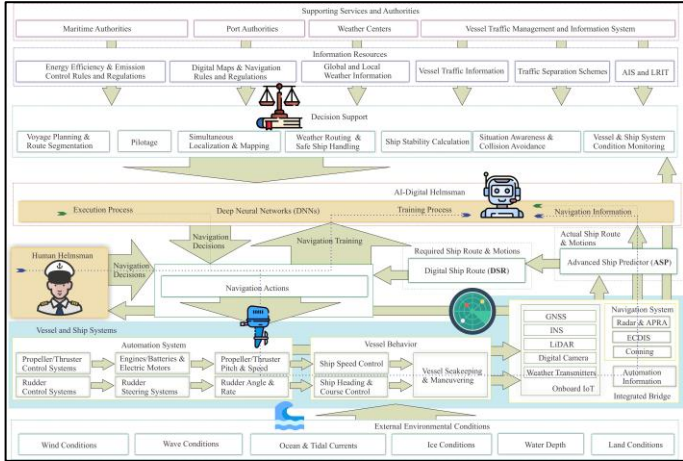 Supporting Services and Authorities
Maritime Authorities
Port Authorities
Weather Centers
Vessel Traffic Management and Information System
Information Resources
Energy Efficiency & Emission
Control Rules and Regulations
Digital Maps & Navigation
Rules and Regulations
Global and Local
Weather Information
Vessel Traffic Information
Traffic Separation Schemes
AIS and LRIT
Decision Support
Voyage Planning &
Route Segmentation
Pilotage
Simultaneous
Localization & Mapping
Weather Routing &
Safe Ship Handling
Ship Stability Calculation
Situation Awareness &
Collision Avoidance
Vessel & Ship System
Condition Monitoring
AI-Digital Helmsman
Execution Process
Deep Neural Networks (DNNs)
Training Process
Navigation Information
Human Helmsman
Navigation
Decisions
Navigation
Decisions
Navigation Training
Navigation Actions
Required Ship Route & Motions
Digital Ship Route (DSR)
Actual Ship Route
& Motions
Advanced Ship Predictor (ASP)
Vessel and Ship Systems
Automation System
Propeller/Thruster
Control Systems
Engines/Batteries &
Electric Motors
Propeller/Thruster
Pitch & Speed
Rudder
Control Systems
Rudder
Steering Systems
Rudder Angle &
Rate
Vessel Behavior
Ship Speed Control
Ship Heading &
Course Control
Vessel Seakeeping
& Maneuvering
GNSS
INS
LiDAR
Digital Camera
Weather Transmitters
Onboard IoT
Navigation System
Radar & APRA
ECDIS
Conning
Automation
Information
Integrated Bridge
External Environmental Conditions
Wind Conditions
Wave Conditions
Ocean & Tidal Currents
Ice Conditions
Water Depth
Land Conditions